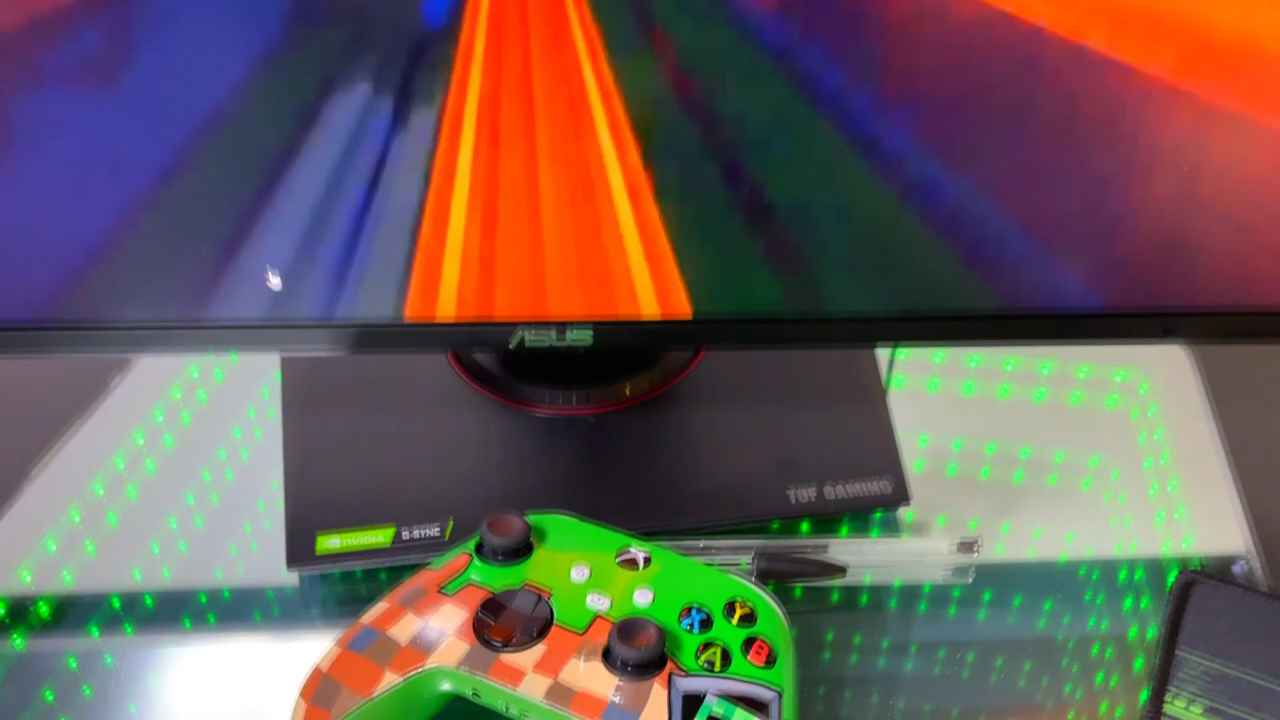 ASUS
TUF GAMING
NVIDIA
G-SYNC
X
Y
B
A